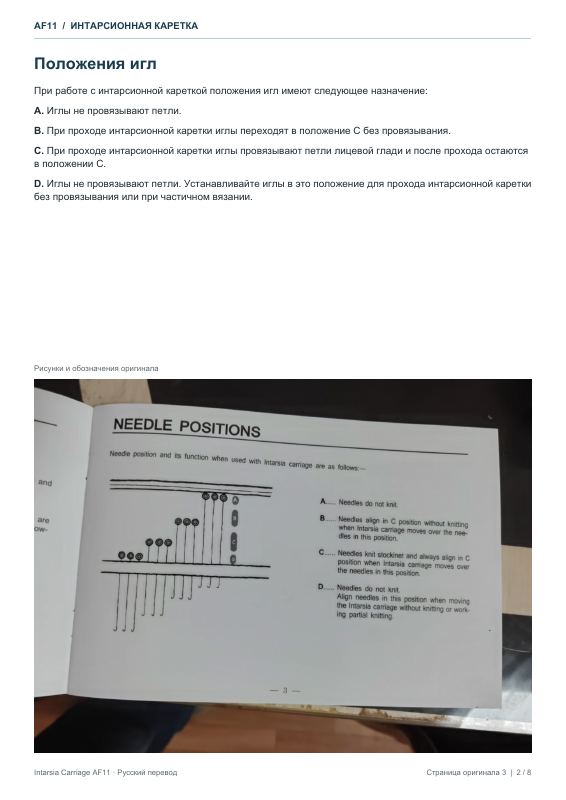 AF11 / ИНТАРСИОННАЯ КАРЕТКА
Положения игл
При работе с интарсионной кареткой положения игл имеют следующее назначение:
A. Иглы не провязывают петли.
B. При проходе интарсионной каретки иглы переходят в положение C без провязывания.
C. При проходе интарсионной каретки иглы провязывают петли лицевой глади и после прохода остаются
в положении C.
D. Иглы не провязывают петли. Устанавливайте иглы в это положение для прохода интарсионной каретки
без провязывания или при частичном вязании.
Рисунки и обозначения оригинала
and
are
ow-
NEEDLE POSITIONS
Needle position and its function when used with Intarsia carriage are as follows:—
A
B
C
D
A..... Needles do not knit.
B..... Needles align in C position without knitting
when Intarsia carriage moves over the nee-
dles in this position.
C..... Needles knit stockinet and always align in C
position when Intarsia carriage moves over
the needles in this position.
D..... Needles do not knit.
Align needles in this position when moving
the Intarsia carriage without knitting or work-
ing partial knitting.
— 3 —
Intarsia Carriage AF11 · Русский перевод
Страница оригинала 3 | 2 / 8